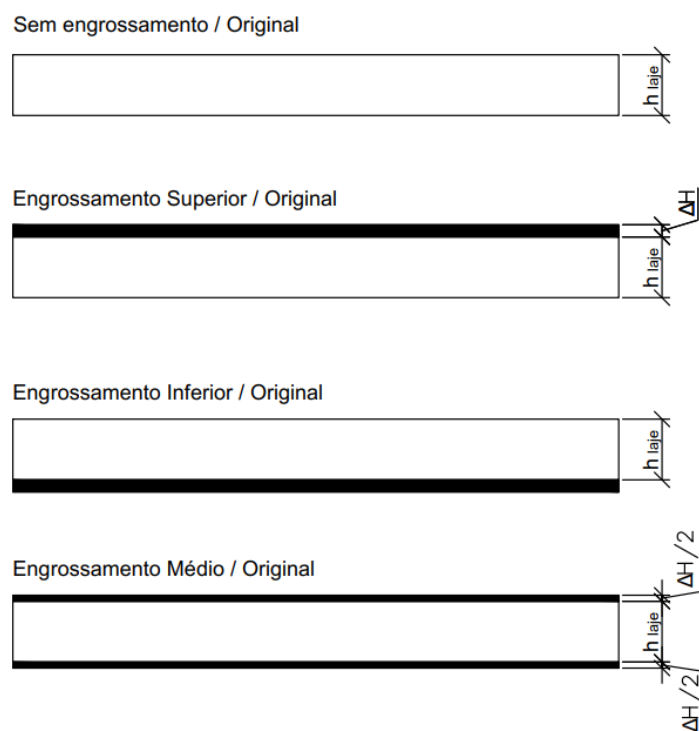 Sem engrossamento / Original
h laje
Engrossamento Superior / Original
ΔH
h laje
Engrossamento Inferior / Original
h laje
Engrossamento Médio / Original
ΔH/2
h laje
ΔH/2